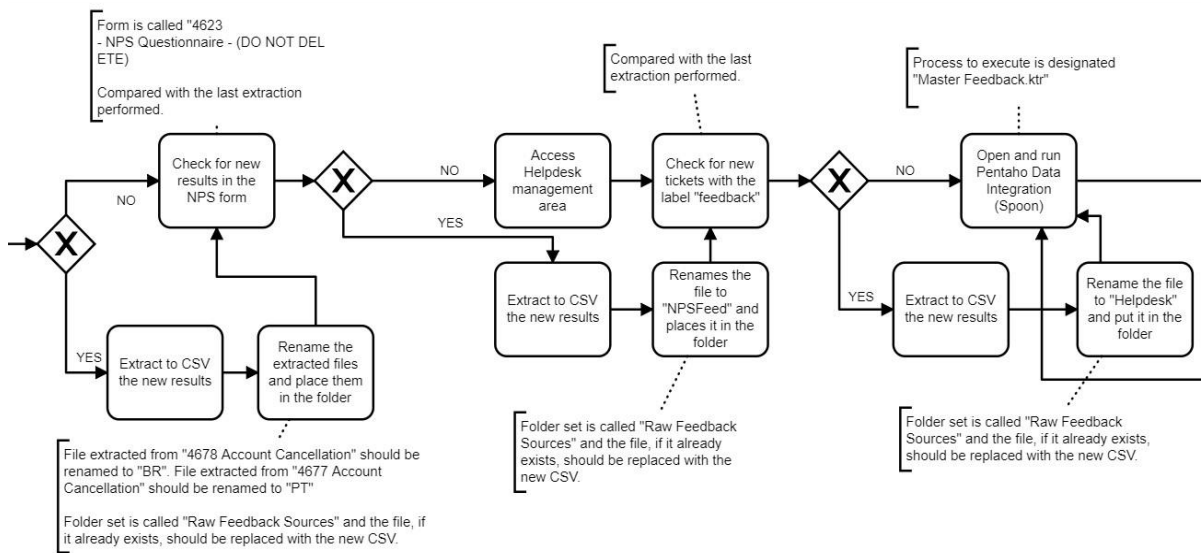 Form is called "4623
- NPS Questionnaire - (DO NOT DEL
ETE)
Compared with the last extraction
performed.
Check for new
results in the
NPS form
X
NO
YES
Extract to CSV
the new results
Rename the
extracted files
and place them
in the folder
File extracted from "4678 Account Cancellation" should be
renamed to "BR". File extracted from "4677 Account
Cancellation" should be renamed to "PT"
Folder set is called "Raw Feedback Sources" and the file, if
it already exists, should be replaced with the new CSV.
X
NO
YES
Access
Helpdesk
management
area
Extract to CSV
the new results
Renames the
file to
"NPSFeed" and
places it in the
folder
Folder set is called "Raw Feedback
Sources" and the file, if it already
exists, should be replaced with the
new CSV.
Compared with the last
extraction performed.
Check for new
tickets with the
label "feedback"
X
NO
YES
Process to execute is designated
"Master Feedback.ktr"
Open and run
Pentaho Data
Integration
(Spoon)
Extract to CSV
the new results
Rename the file
to "Helpdesk"
and put it in the
folder
Folder set is called "Raw Feedback
Sources" and the file, if it already exists,
should be replaced with the new CSV.